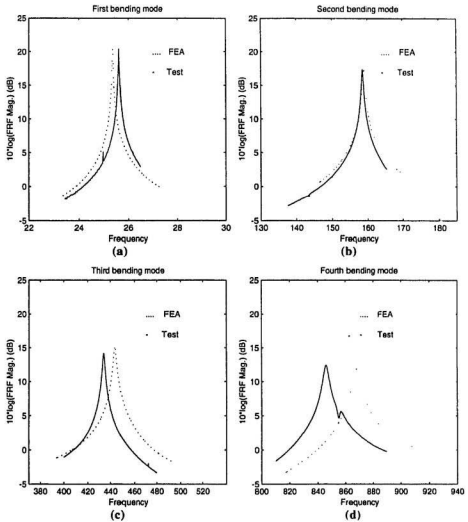 First bending mode
25
20
15
10
5
0
-5
10*log(FRF Mag.) (dB)
FEA
Test
22
24
26
28
30
Frequency
(a)
Second bending mode
25
20
15
10
5
0
-5
10*log(FRF Mag.) (dB)
FEA
Test
130
140
150
160
170
180
Frequency
(b)
Third bending mode
25
20
15
10
5
0
-5
10*log(FRF Mag.) (dB)
FEA
Test
380
400
420
440
460
480
500
520
Frequency
(c)
Fourth bending mode
25
20
15
10
5
0
-5
10*log(FRF Mag.) (dB)
FEA
Test
800
820
840
860
880
900
920
940
Frequency
(d)